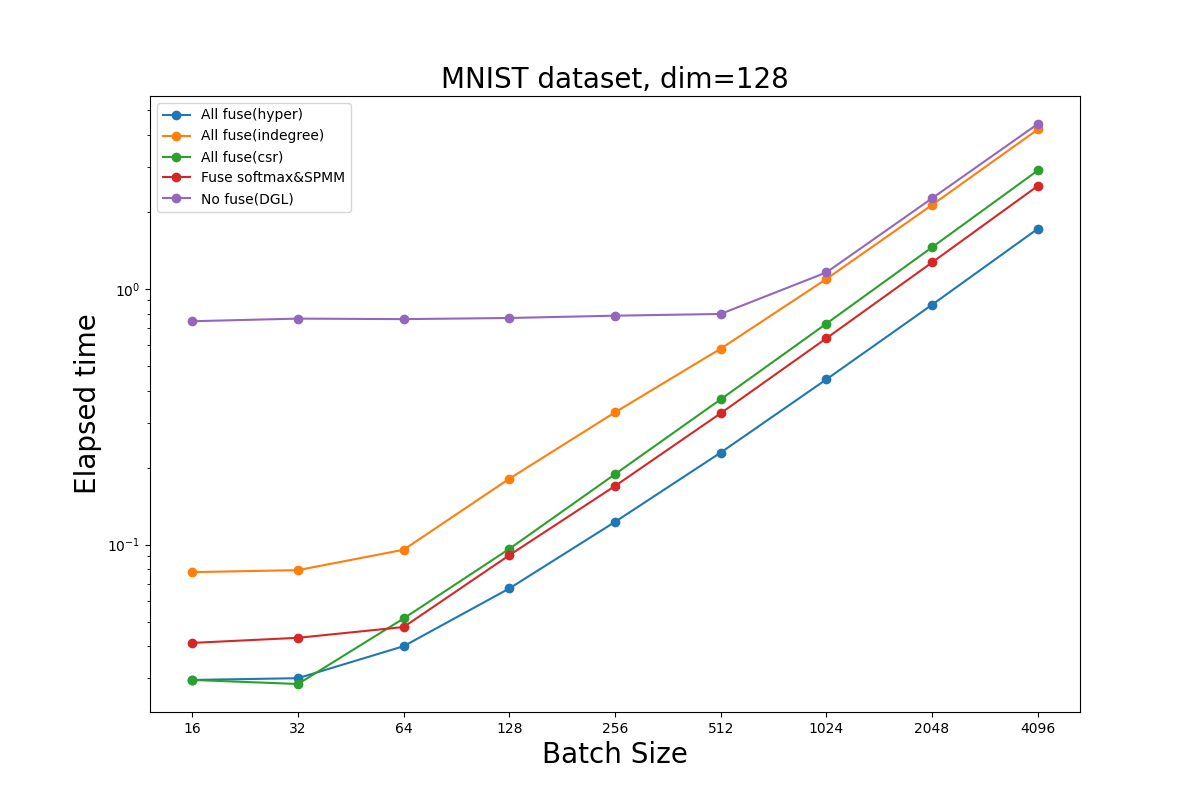 MNIST dataset, dim=128
All fuse(hyper)
All fuse(indegree)
All fuse(csr)
Fuse softmax&SPMM
No fuse(DGL)
Elapsed time
10⁰
10⁻¹
16 32 64 128 256 512 1024 2048 4096
Batch Size